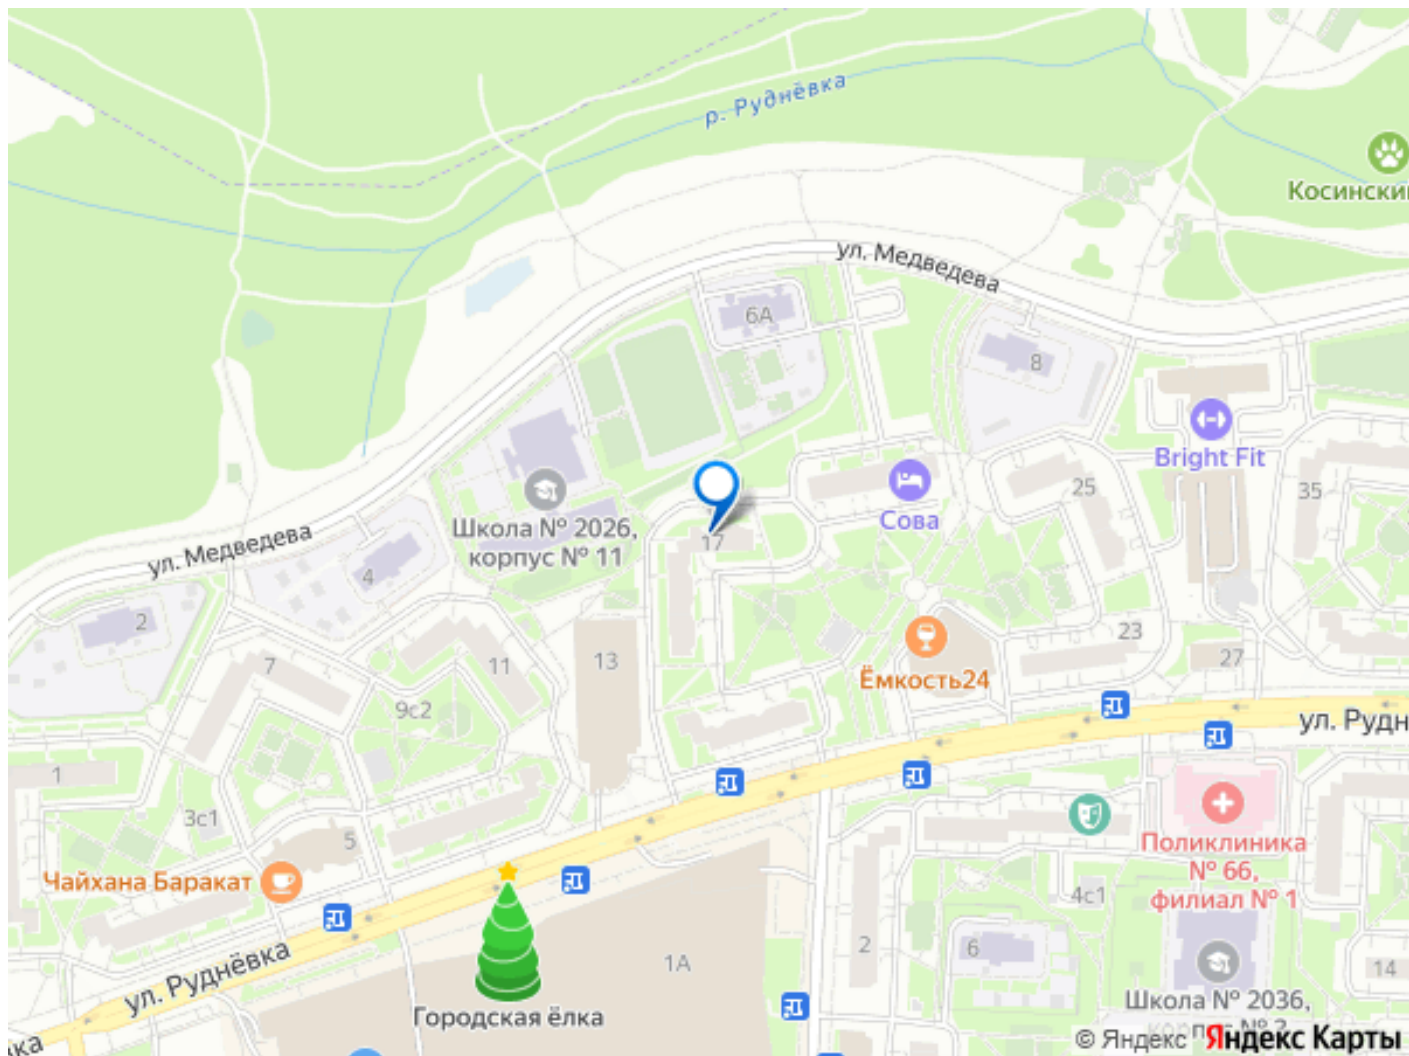 р. Руднёвка
Косински
ул. Медведева
6А
8
Bright Fit
25
35
Сова
Школа № 2026,
корпус № 11
17
ул. Медведева
4
2
7
11
13
9с2
23
27
Ёмкость24
ул. Рудн
1
3с1
5
Чайхана Баракат
Поликлиника
№ 66,
филиал № 1
4с1
2
6
1А
14
ул. Руднёвка
Городская ёлка
Школа № 2036,
ка
© Яндекс Яндекс Карты